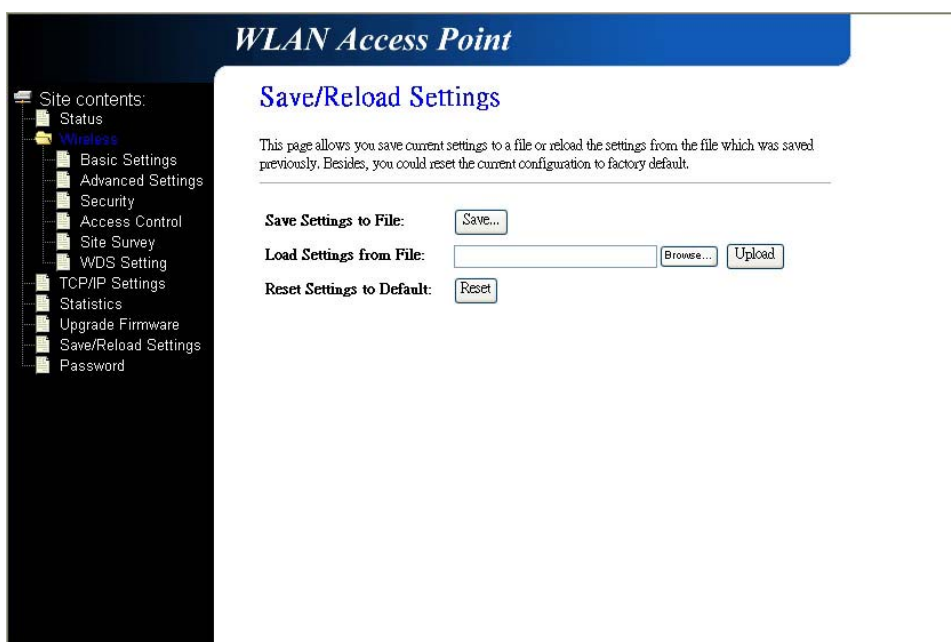 WLAN Access Point
Site contents:
Status
Wireless
Basic Settings
Advanced Settings
Security
Access Control
Site Survey
WDS Setting
TCP/IP Settings
Statistics
Upgrade Firmware
Save/Reload Settings
Password
Save/Reload Settings
This page allows you save current settings to a file or reload the settings from the file which was saved
previously. Besides, you could reset the current configuration to factory default.
Save Settings to File: Save...
Load Settings from File: Browse... Upload
Reset Settings to Default: Reset